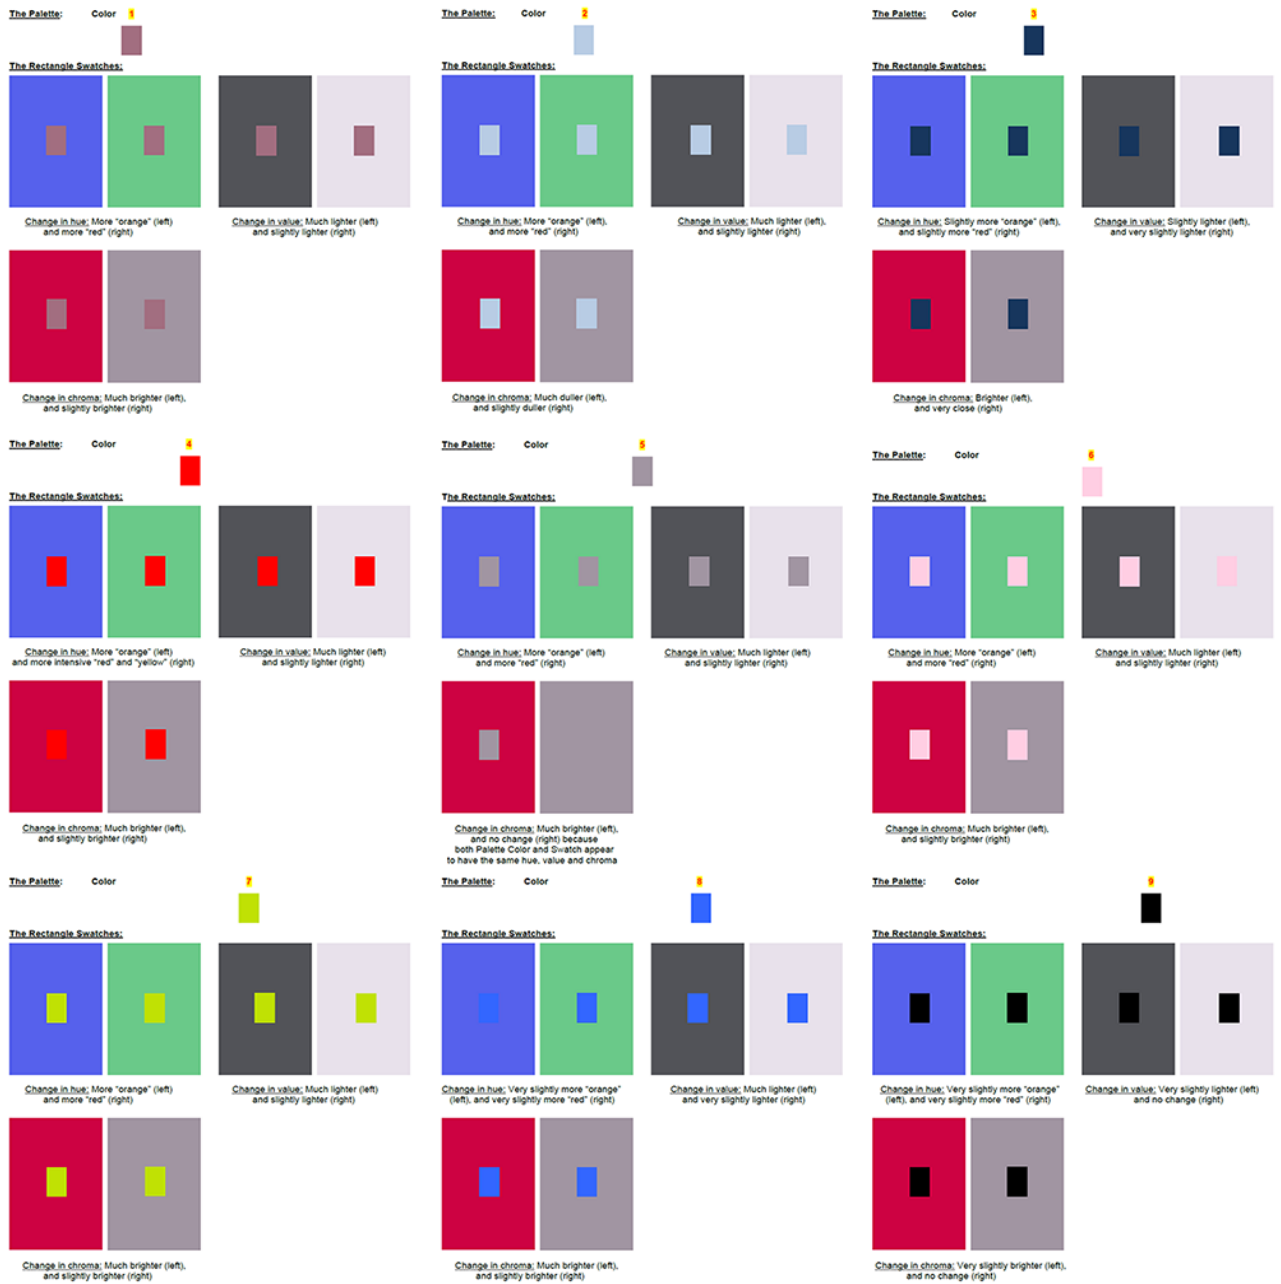 The Palette: Color 1
The Rectangle Swatches:
Change in hue: More "orange" (left)
and more "red" (right)
Change in value: Much lighter (left)
and slightly lighter (right)
Change in chroma: Much brighter (left),
and slightly brighter (right)
The Palette: Color 2
The Rectangle Swatches:
Change in hue: More "orange" (left),
and more "red" (right)
Change in value: Much lighter (left),
and slightly lighter (right)
Change in chroma: Much duller (left),
and slightly duller (right)
The Palette: Color 3
The Rectangle Swatches:
Change in hue: Slightly more "orange" (left),
and slightly more "red" (right)
Change in value: Slightly lighter (left),
and very slightly lighter (right)
Change in chroma: Brighter (left),
and very close (right)
The Palette: Color 4
The Rectangle Swatches:
Change in hue: More "orange" (left)
and more intensive "red" and "yellow" (right)
Change in value: Much lighter (left)
and slightly lighter (right)
Change in chroma: Much brighter (left),
and slightly brighter (right)
The Palette: Color 5
The Rectangle Swatches:
Change in hue: More "orange" (left)
and more "red" (right)
Change in value: Much lighter (left)
and slightly lighter (right)
Change in chroma: Much brighter (left),
and no change (right) because
both Palette Color and Swatch appear
to have the same hue, value and chroma
The Palette: Color 6
The Rectangle Swatches:
Change in hue: More "orange" (left)
and more "red" (right)
Change in value: Much lighter (left)
and slightly lighter (right)
Change in chroma: Much brighter (left),
and slightly brighter (right)
The Palette: Color 7
The Rectangle Swatches:
Change in hue: More "orange" (left)
and more "red" (right)
Change in value: Much lighter (left)
and slightly lighter (right)
Change in chroma: Much brighter (left),
and slightly brighter (right)
The Palette: Color 8
The Rectangle Swatches:
Change in hue: Very slightly more "orange"
(left), and very slightly more "red" (right)
Change in value: Much lighter (left)
and very slightly lighter (right)
Change in chroma: Much brighter (left),
and slightly brighter (right)
The Palette: Color 9
The Rectangle Swatches:
Change in hue: Very slightly more "orange"
(left), and very slightly more "red" (right)
Change in value: Very slightly lighter (left)
and no change (right)
Change in chroma: Very slightly brighter (left),
and no change (right)